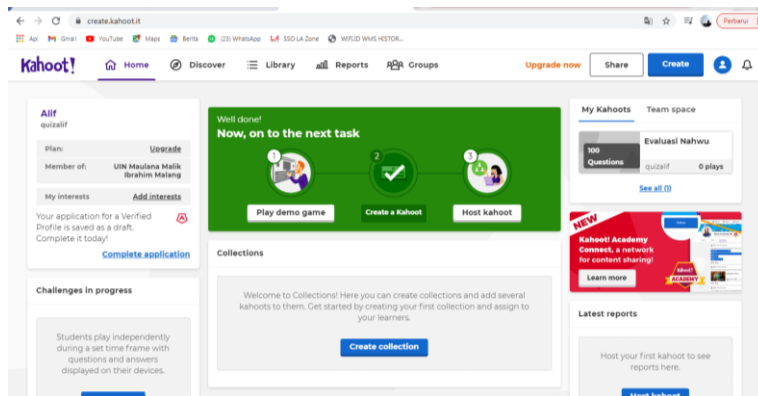 create.kahoot.it
Perbarui
Apl
Gmail
YouTube
Maps
Berita
(23) WhatsApp
SSO LA Zone
WIFI.ID WMS HISTOR...
Kahoot!
Home
Discover
Library
Reports
Groups
Upgrade now
Share
Create
Alif
quizalif
Plan: Upgrade
Member of: UIN Maulana Malik
Ibrahim Malang
My interests Add interests
Your application for a Verified
Profile is saved as
a draft.
Complete it today!
Complete application
Challenges in progress
Students play independently
during a set time frame with
questions and answers
displayed on their devices.
Well done!
Now, on to the next task
1
2
3
Play demo game
Create a Kahoot
Host kahoot
Collections
Welcome to Collections! Here you can create collections and add several
kahoots to them. Get started by creating your first collection and assign to
your learners.
Create collection
My Kahoots
Team space
100
Questions
Evaluasi Nahwu
quizalif
0 plays
See all (1)
NEW
Kahoot! Academy
Connect, a network
for content sharing!
Learn more
Kahoot!
ACADEMY
Latest reports
Host your first kahoot to see
reports here.
Host kahoot